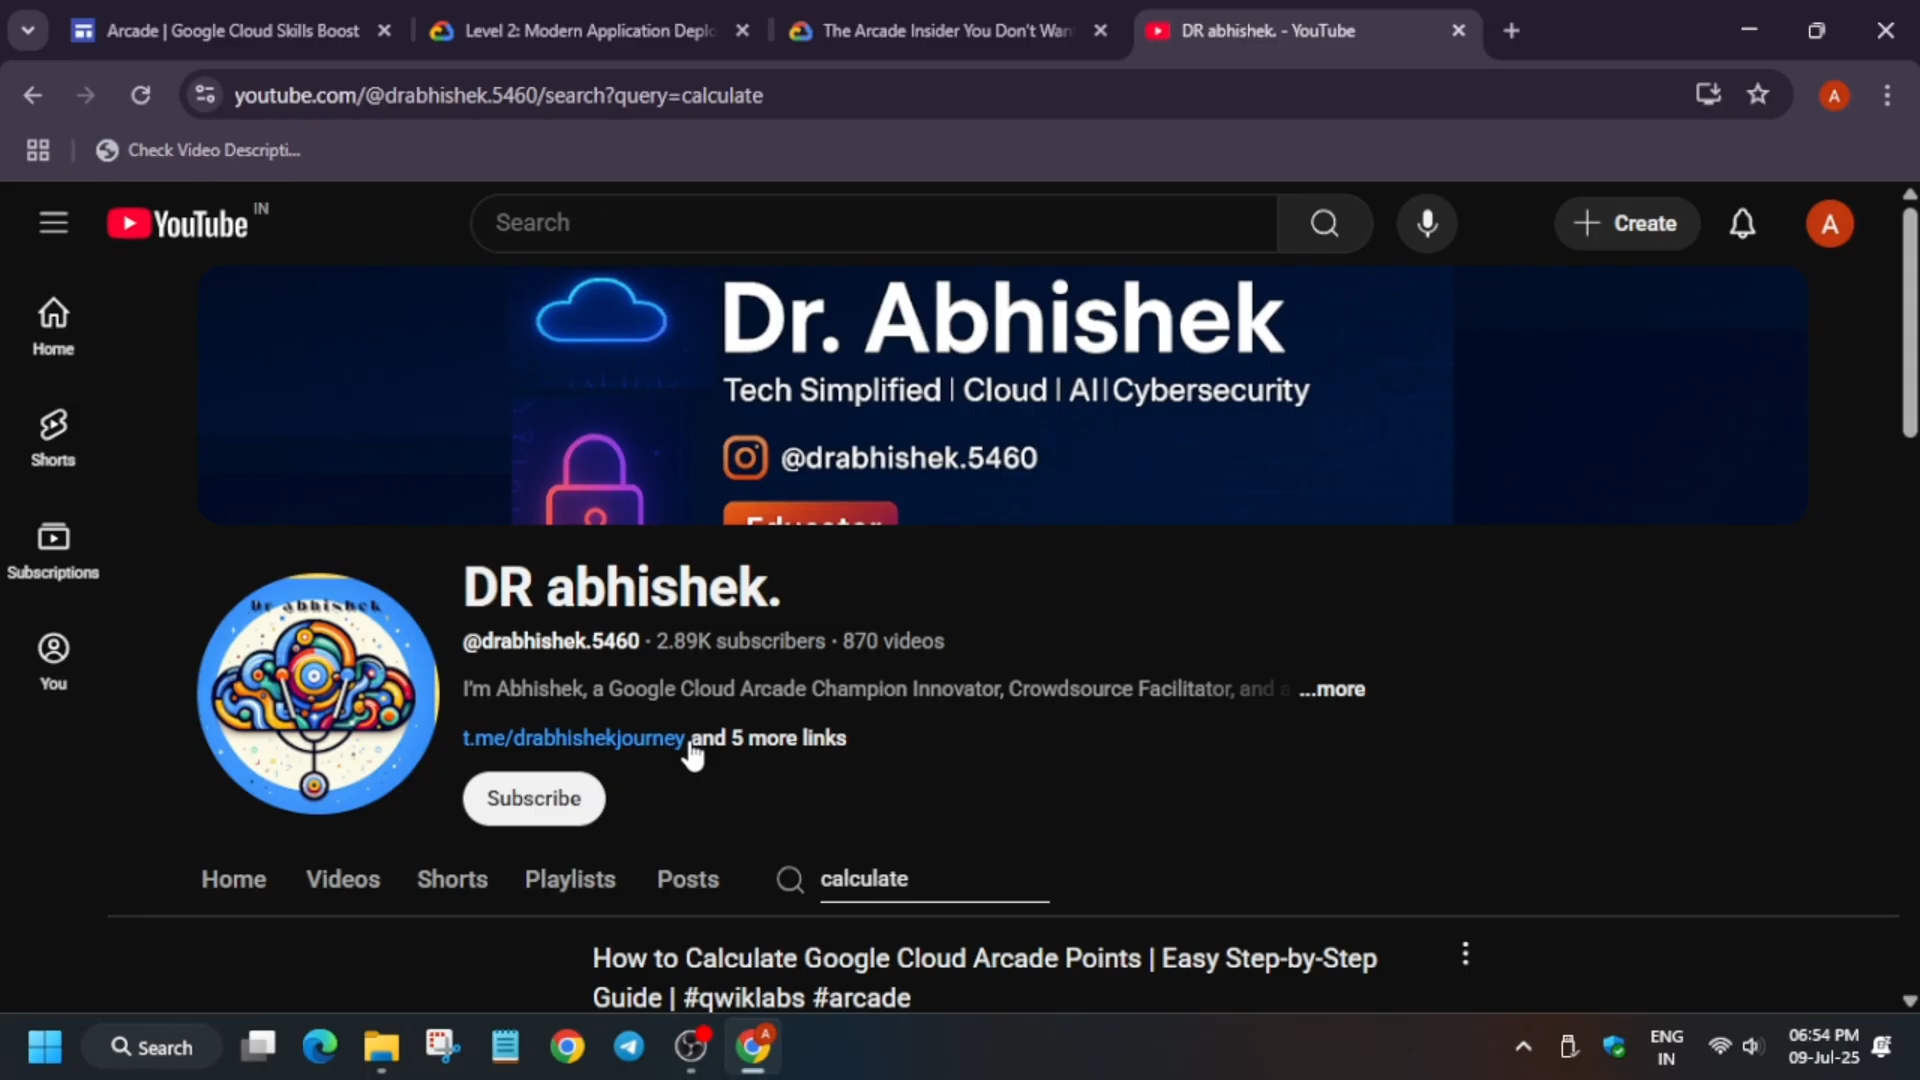 Arcade | Google Cloud Skills Boost
Level 2: Modern Application Deplo
The Arcade Insider You Don't Wan
DR abhishek. - YouTube
youtube.com/@drabhishek.5460/search?query=calculate
A
Check Video Descripti...
YouTube IN
Search
Create
A
Home
Shorts
Subscriptions
You
Dr. Abhishek
Tech Simplified | Cloud | AI|Cybersecurity
@drabhishek.5460
Educator
Dr abhishek
DR abhishek.
@drabhishek.5460 · 2.89K subscribers · 870 videos
I'm Abhishek, a Google Cloud Arcade Champion Innovator, Crowdsource Facilitator, and a ...more
t.me/drabhishekjourney and 5 more links
Subscribe
Home Videos Shorts Playlists Posts calculate
How to Calculate Google Cloud Arcade Points | Easy Step-by-Step
Guide | #qwiklabs #arcade
Search
A
ENG
IN
06:54 PM
09-Jul-25